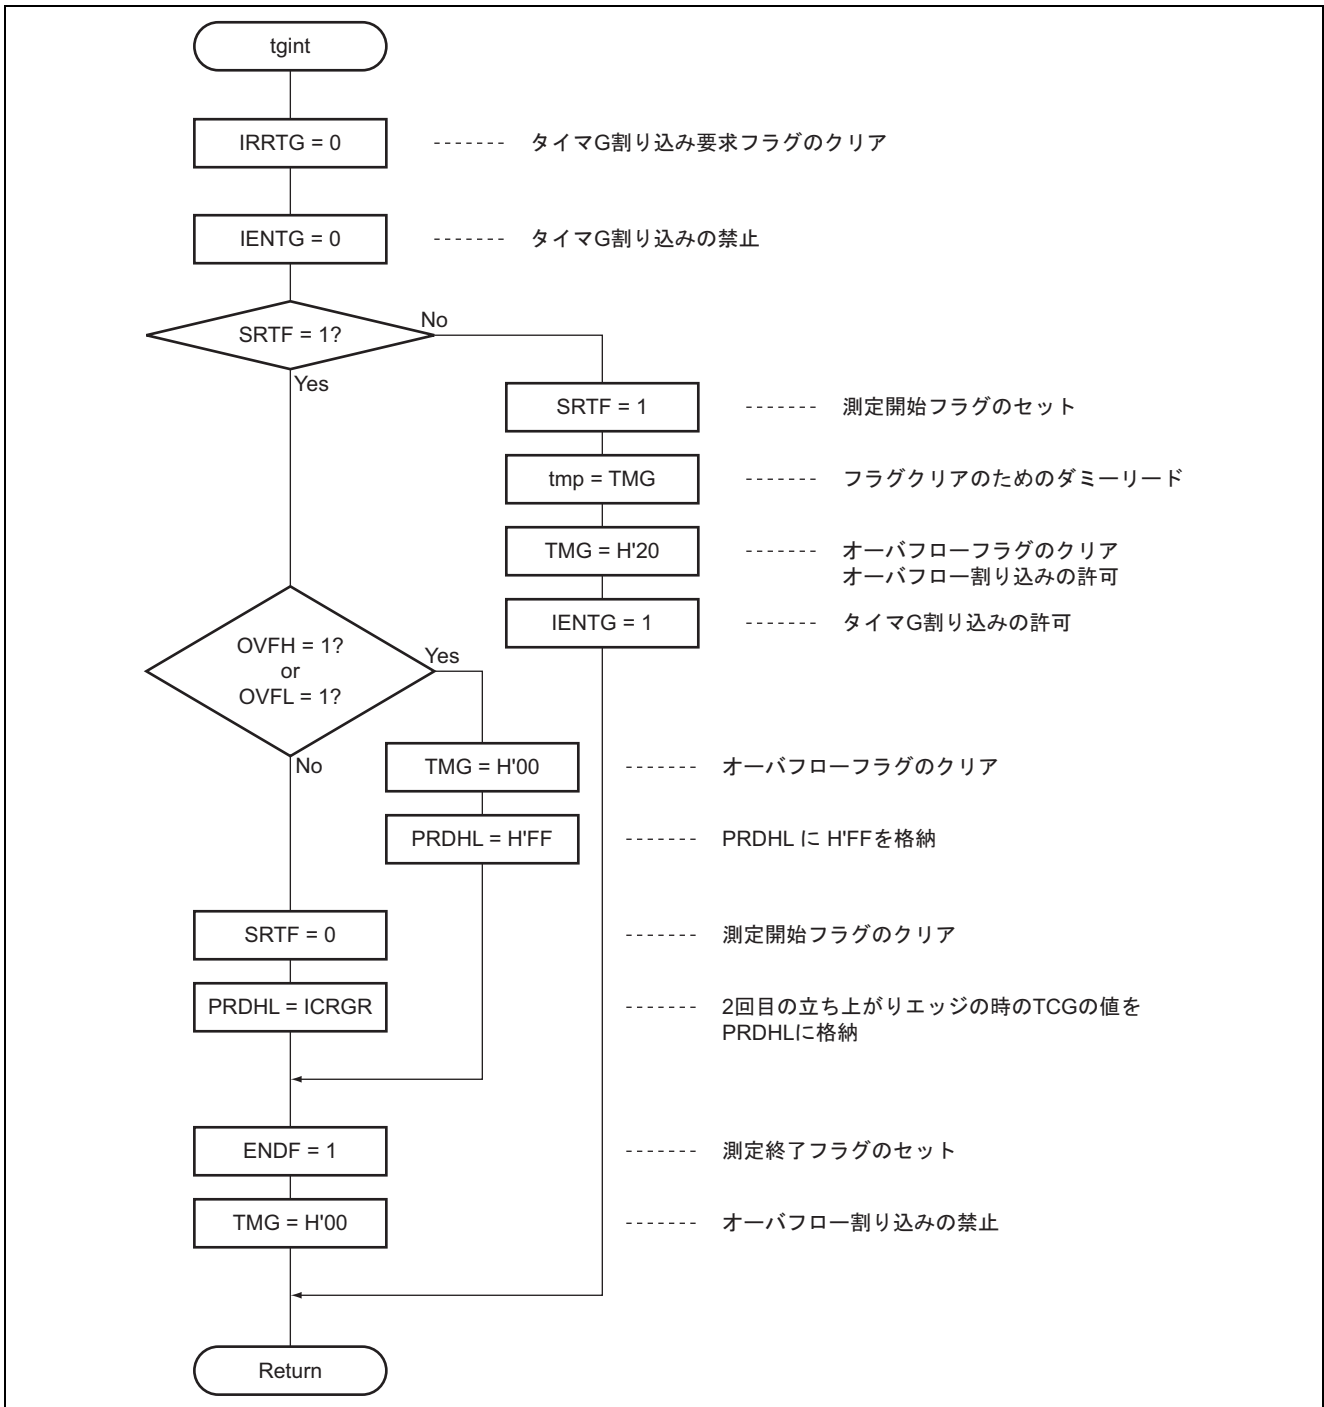 tgint
IRRTG = 0 ------- タイマG割り込み要求フラグのクリア
IENTG = 0 ------- タイマG割り込みの禁止
SRTF = 1?
No
Yes
SRTF = 1 ------- 測定開始フラグのセット
tmp = TMG ------- フラグクリアのためのダミーリード
TMG = H'20 ------- オーバフローフラグのクリア
オーバフロー割り込みの許可
IENTG = 1 ------- タイマG割り込みの許可
OVFH = 1?
or
OVFL = 1?
Yes
No
TMG = H'00 ------- オーバフローフラグのクリア
PRDHL = H'FF ------- PRDHL に H'FFを格納
SRTF = 0 ------- 測定開始フラグのクリア
PRDHL = ICRGR ------- 2回目の立ち上がりエッジの時のTCGの値を
PRDHLに格納
ENDF = 1 ------- 測定終了フラグのセット
TMG = H'00 ------- オーバフロー割り込みの禁止
Return